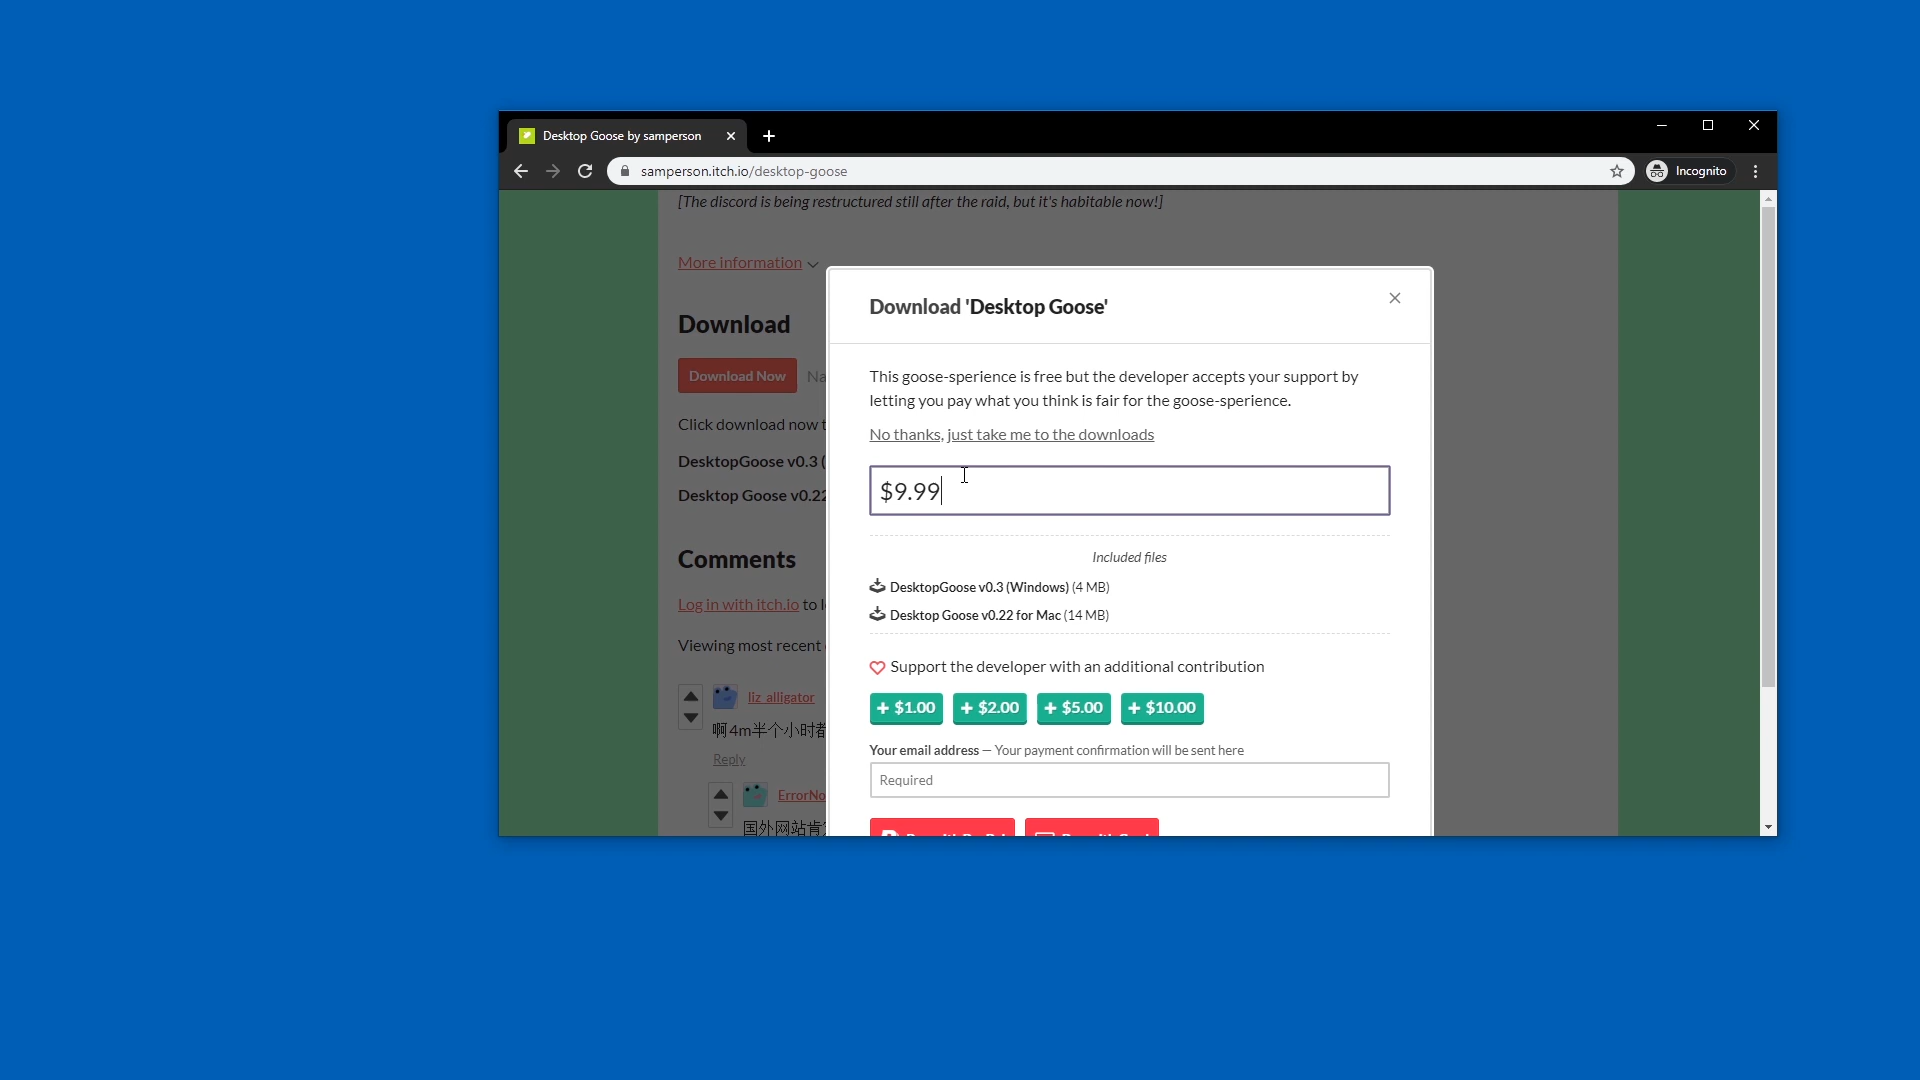 Desktop Goose by samperson
samperson.itch.io/desktop-goose
Incognito
[The discord is being restructured still after the raid, but it's habitable now!]
More information
Download
Download Now
Na
Click download now t
DesktopGoose v0.3 (
Desktop Goose v0.22
Comments
Log in with itch.io to l
Viewing most recent
liz alligator
啊4m半个小时都
Reply
ErrorNo
国外网站肯
Download 'Desktop Goose'
This goose-sperience is free but the developer accepts your support by
letting you pay what you think is fair for the goose-sperience.
No thanks, just take me to the downloads
$9.99
Included files
DesktopGoose v0.3 (Windows) (4 MB)
Desktop Goose v0.22 for Mac (14 MB)
Support the developer with an additional contribution
+ $1.00 + $2.00 + $5.00 + $10.00
Your email address — Your payment confirmation will be sent here
Required